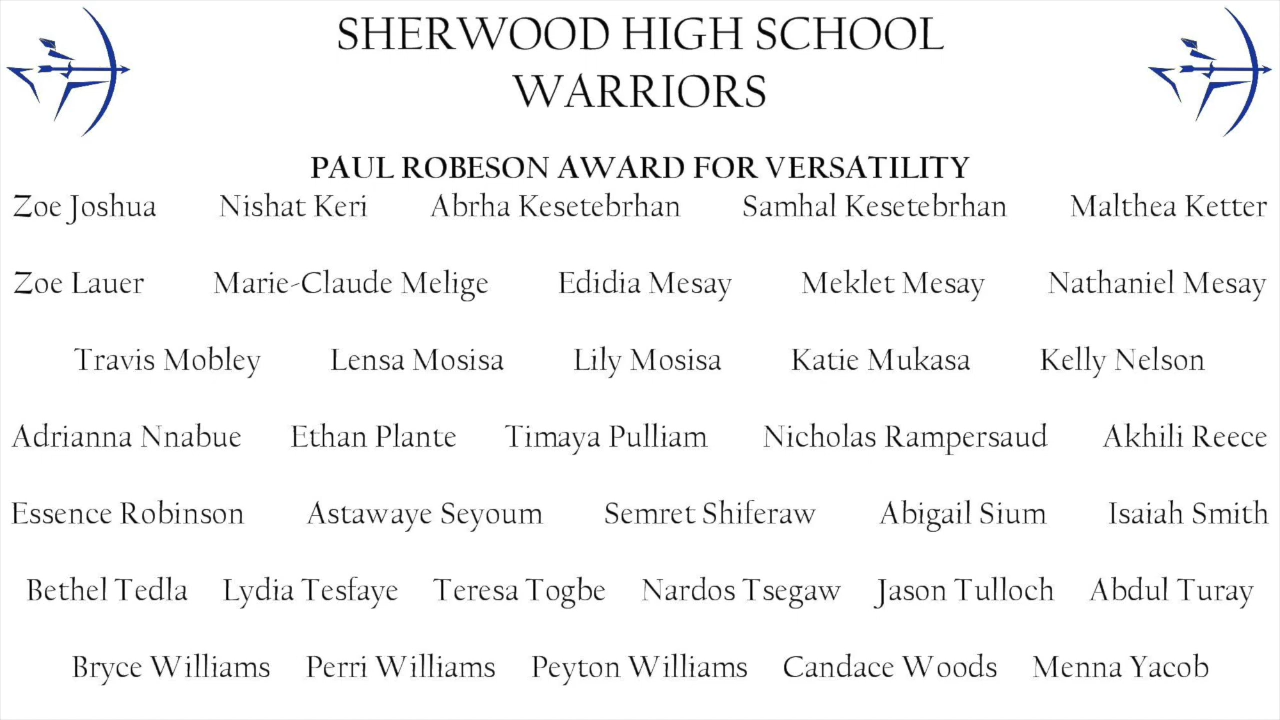 SHERWOOD HIGH SCHOOL
WARRIORS
PAUL ROBESON AWARD FOR VERSATILITY
Zoe Joshua Nishat Keri Abrha Kesetebrhan Samhal Kesetebrhan Malthea Ketter
Zoe Lauer Marie-Claude Melige Edidia Mesay Meklet Mesay Nathaniel Mesay
Travis Mobley Lensa Mosisa Lily Mosisa Katie Mukasa Kelly Nelson
Adrianna Nnabue Ethan Plante Timaya Pulliam Nicholas Rampersaud Akhili Reece
Essence Robinson Astawaye Seyoum Semret Shiferaw Abigail Sium Isaiah Smith
Bethel Tedla Lydia Tesfaye Teresa Togbe Nardos Tsegaw Jason Tulloch Abdul Turay
Bryce Williams Perri Williams Peyton Williams Candace Woods Menna Yacob